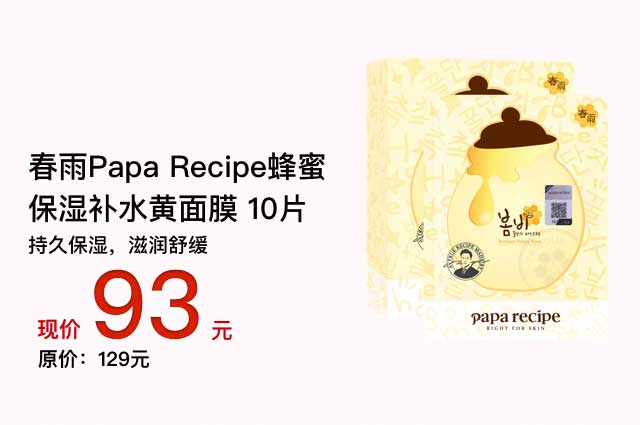 春雨Papa Recipe蜂蜜
保湿补水黄面膜 10片
持久保湿，滋润舒缓
现价 93 元
原价：129元
春雨
春雨
봄비
papa recipe
RIGHT FOR SKIN